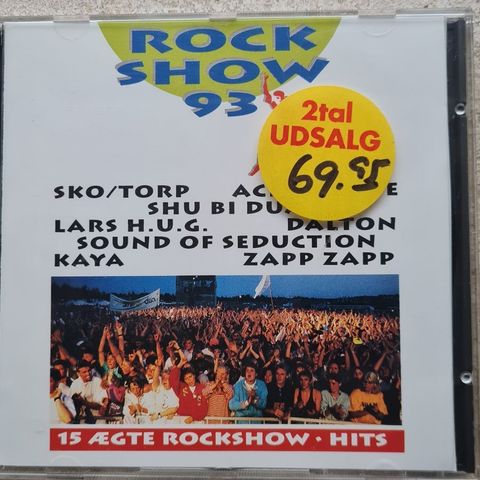 ROCK
SHOW
93
2tal
UDSALG
69.95
SKO/TORP
SHU BI DU
LARS H.U.G. DALTON
SOUND OF SEDUCTION
KAYA ZAPP ZAPP
15 ÆGTE ROCKSHOW • HITS